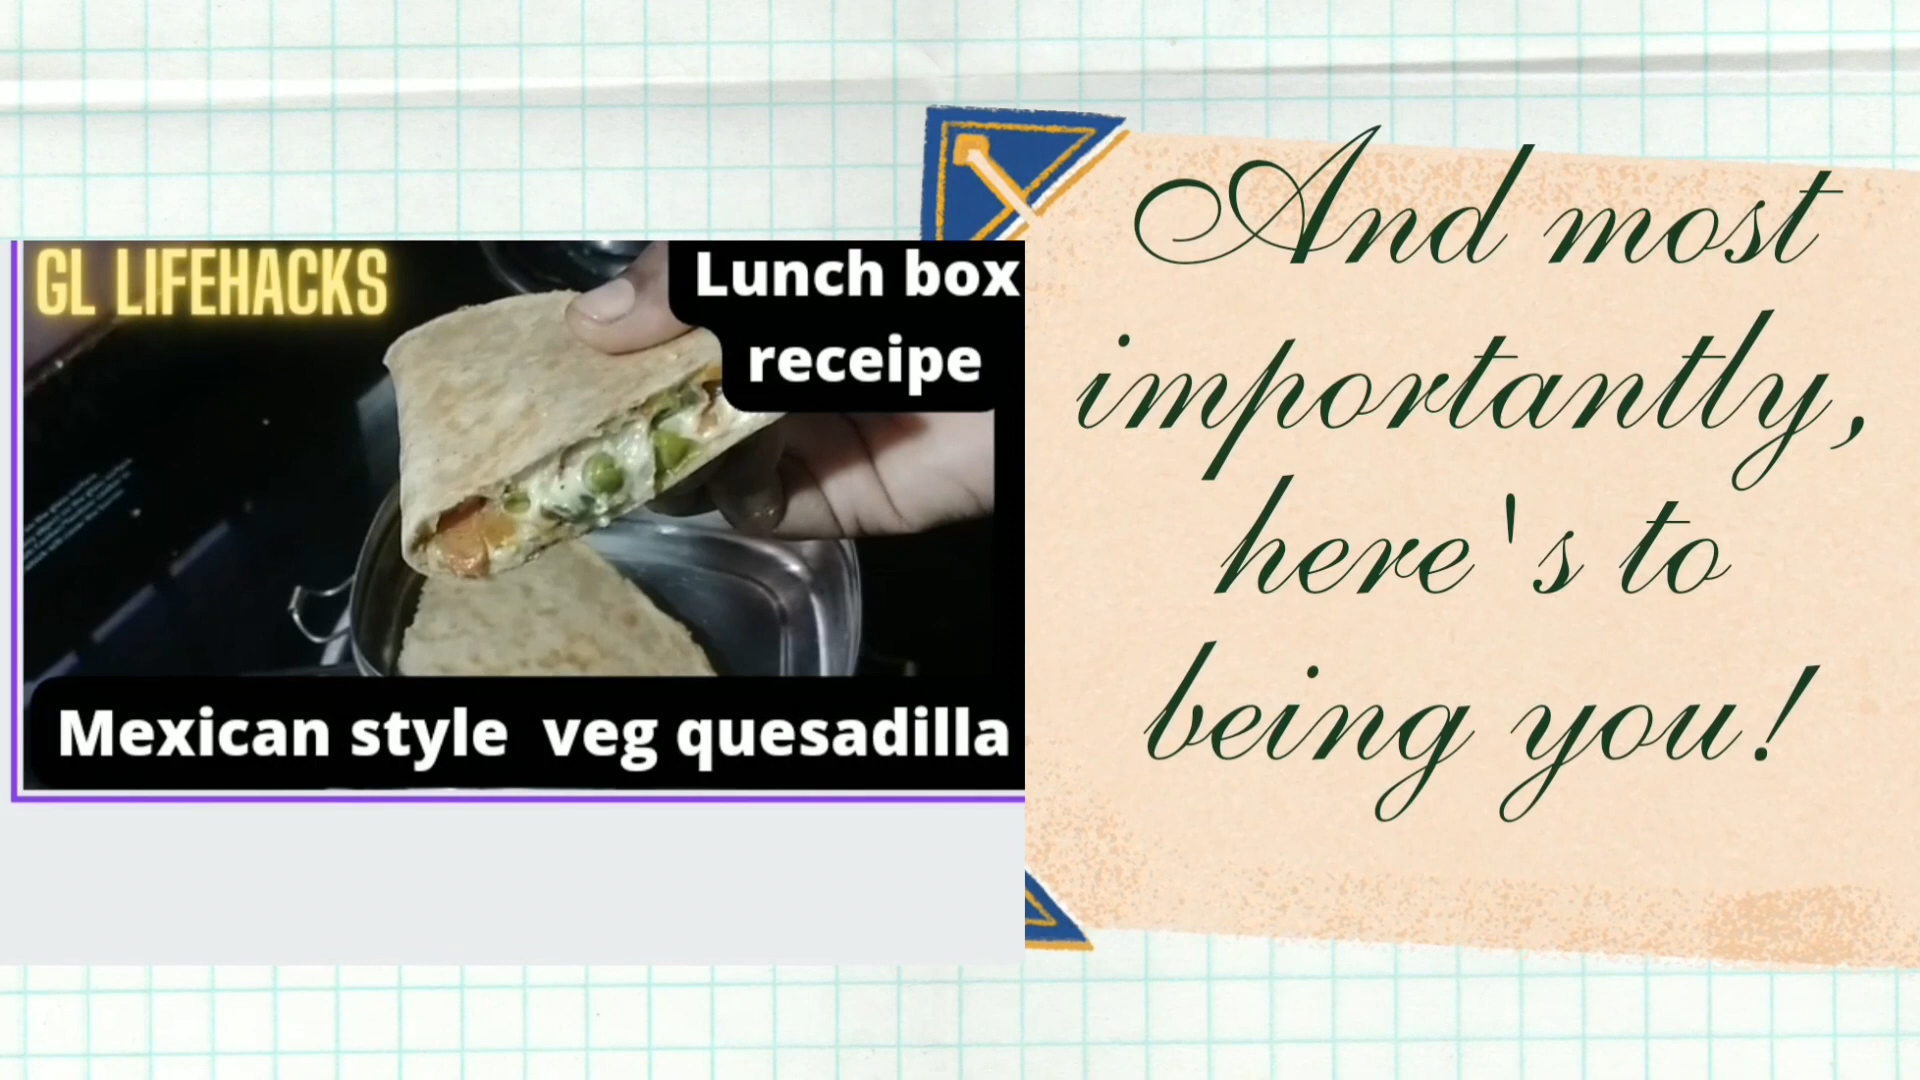 GL LIFEHACKS
Lunch box
receipe
Mexican style veg quesadilla
And most
importantly,
here's to
being you!